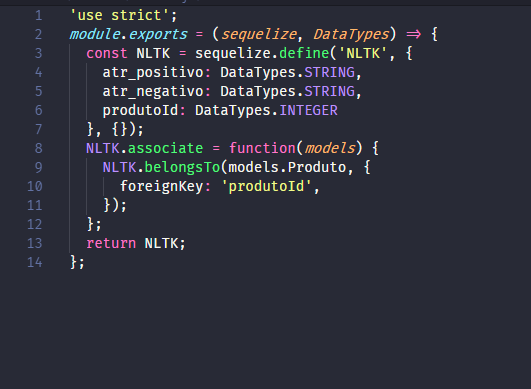 1 'use strict';
2 module.exports = (sequelize, DataTypes) => {
3 const NLTK = sequelize.define('NLTK', {
4 atr_positivo: DataTypes.STRING,
5 atr_negativo: DataTypes.STRING,
6 produtoId: DataTypes.INTEGER
7 }, {});
8 NLTK.associate = function(models) {
9 NLTK.belongsTo(models.Produto, {
10 foreignKey: 'produtoId',
11 });
12 };
13 return NLTK;
14 };